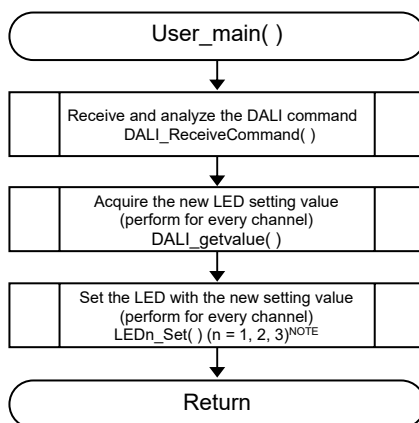 User_main( )
Receive and analyze the DALI command
DALI_ReceiveCommand( )
Acquire the new LED setting value
(perform for every channel)
DALI_getvalue( )
Set the LED with the new setting value
(perform for every channel)
LEDn_Set( ) (n = 1, 2, 3)NOTE
Return